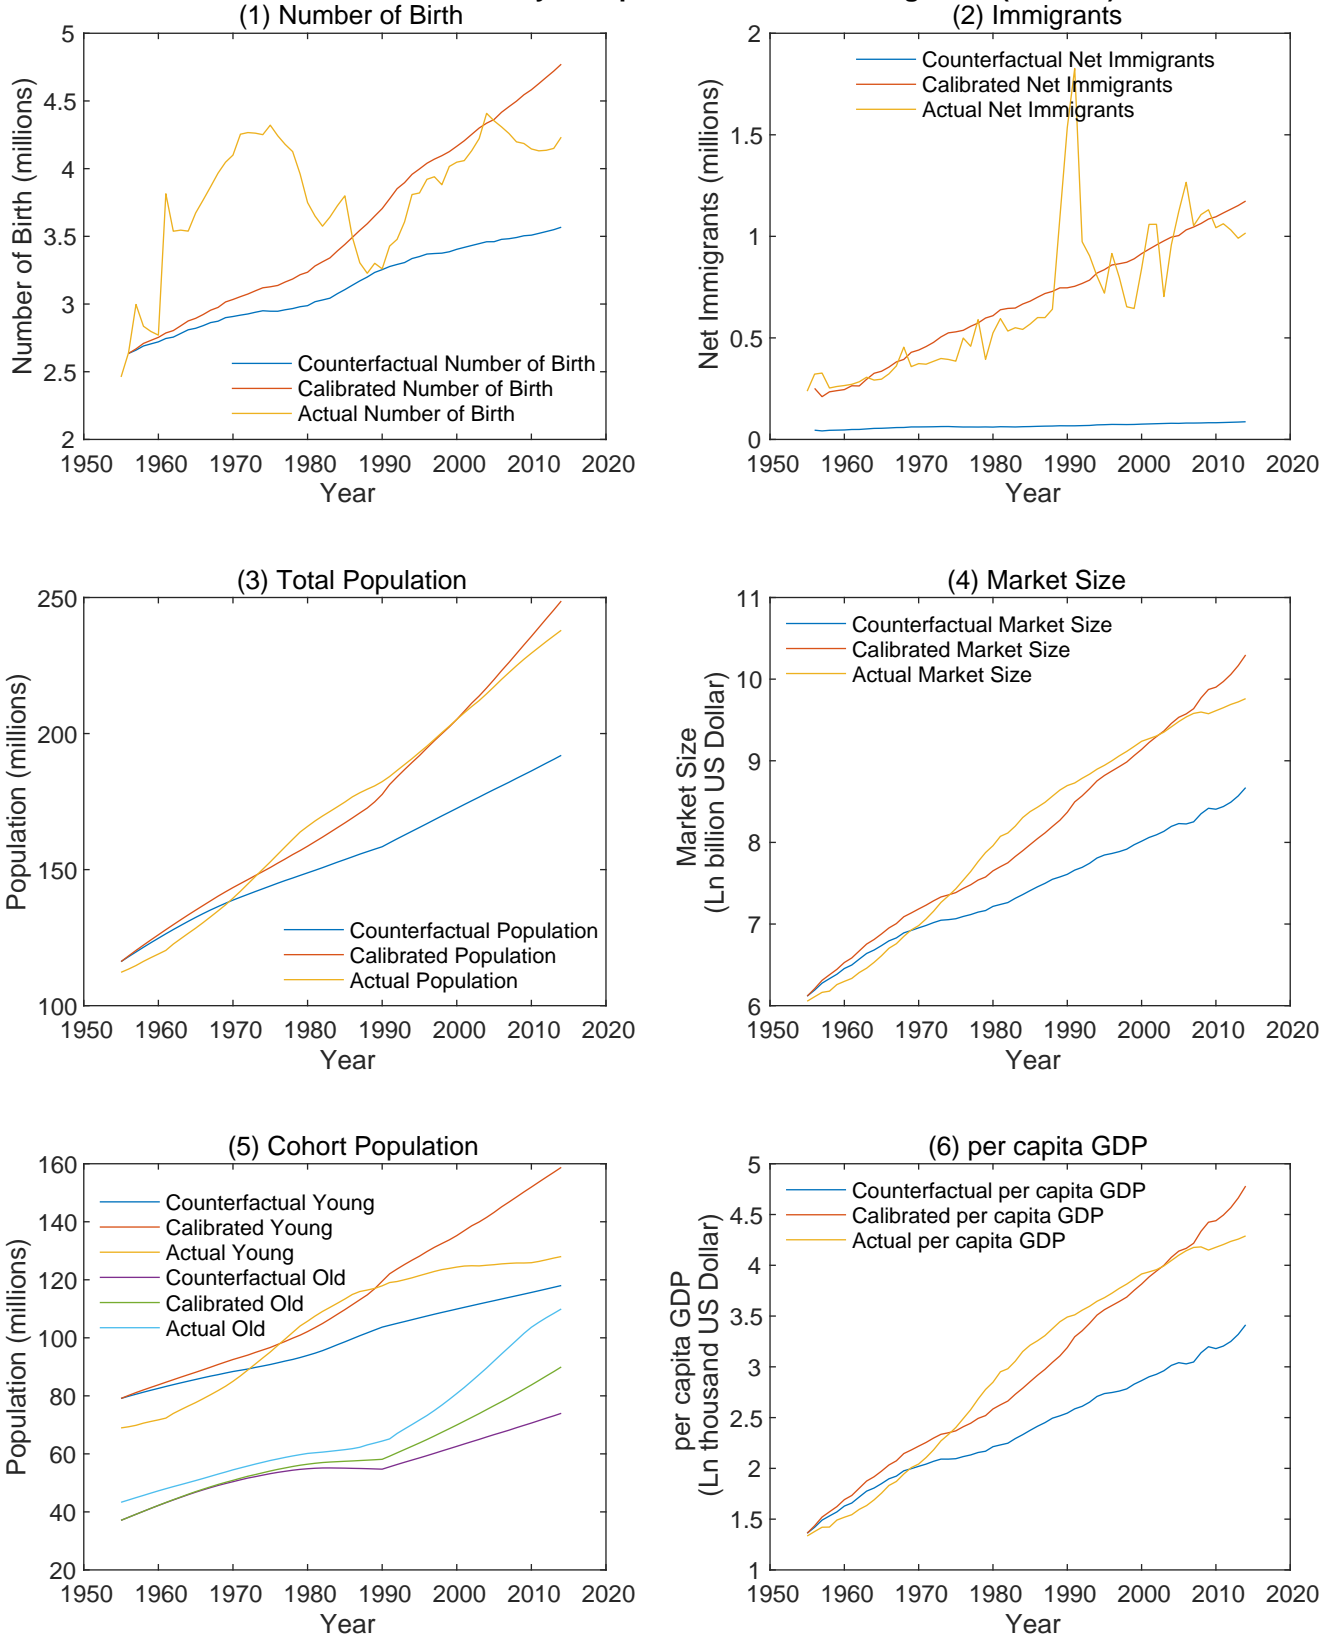 (1) Number of Birth
5
4.5
4
3.5
3
2.5
2
Number of Birth (millions)
Counterfactual Number of Birth
Calibrated Number of Birth
Actual Number of Birth
1950 1960 1970 1980 1990 2000 2010 2020
Year
(2) Immigrants
2
1.5
1
0.5
0
Net Immigrants (millions)
Counterfactual Net Immigrants
Calibrated Net Immigrants
Actual Net Immigrants
1950 1960 1970 1980 1990 2000 2010 2020
Year
(3) Total Population
250
200
150
100
Population (millions)
Counterfactual Population
Calibrated Population
Actual Population
1950 1960 1970 1980 1990 2000 2010 2020
Year
(4) Market Size
11
10
9
8
7
6
Market Size
(Ln billion US Dollar)
Counterfactual Market Size
Calibrated Market Size
Actual Market Size
1950 1960 1970 1980 1990 2000 2010 2020
Year
(5) Cohort Population
160
140
120
100
80
60
40
20
Population (millions)
Counterfactual Young
Calibrated Young
Actual Young
Counterfactual Old
Calibrated Old
Actual Old
1950 1960 1970 1980 1990 2000 2010 2020
Year
(6) per capita GDP
5
4.5
4
3.5
3
2.5
2
1.5
1
per capita GDP
(Ln thousand US Dollar)
Counterfactual per capita GDP
Calibrated per capita GDP
Actual per capita GDP
1950 1960 1970 1980 1990 2000 2010 2020
Year